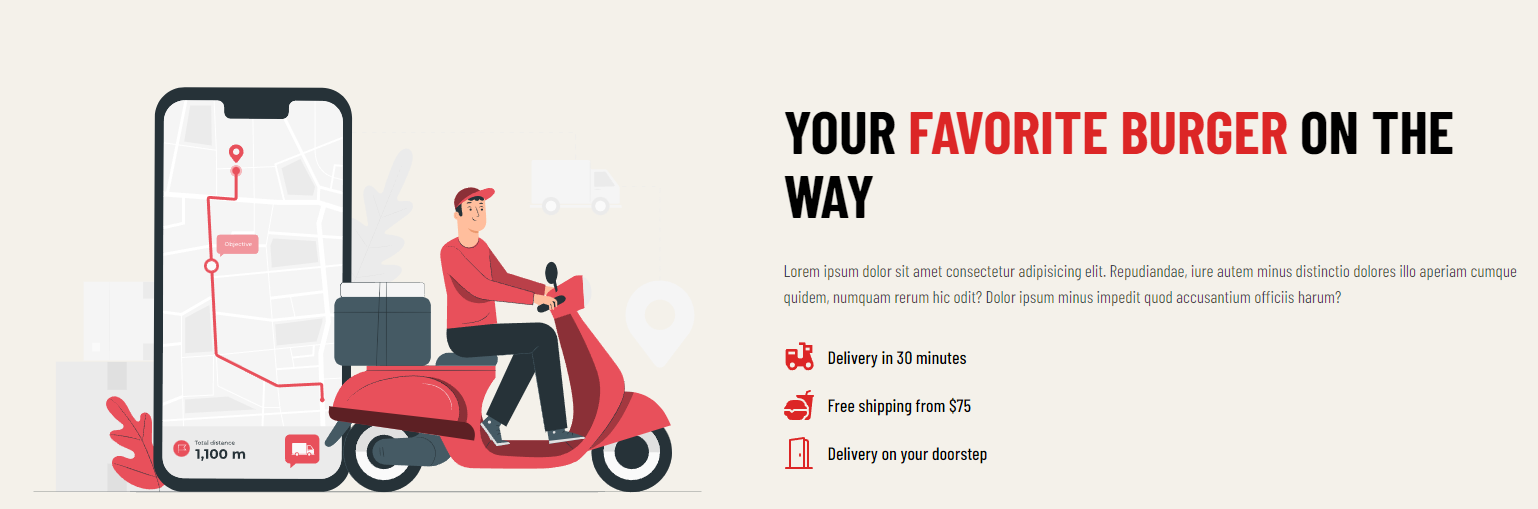 Objective
Total distance
1,100 m
YOUR FAVORITE BURGER ON THE
WAY
Lorem ipsum dolor sit amet consectetur adipisicing elit. Repudiandae, iure autem minus distinctio dolores illo aperiam cumque
quidem, numquam rerum hic odit? Dolor ipsum minus impedit quod accusantium officiis harum?
Delivery in 30 minutes
Free shipping from $75
Delivery on your doorstep